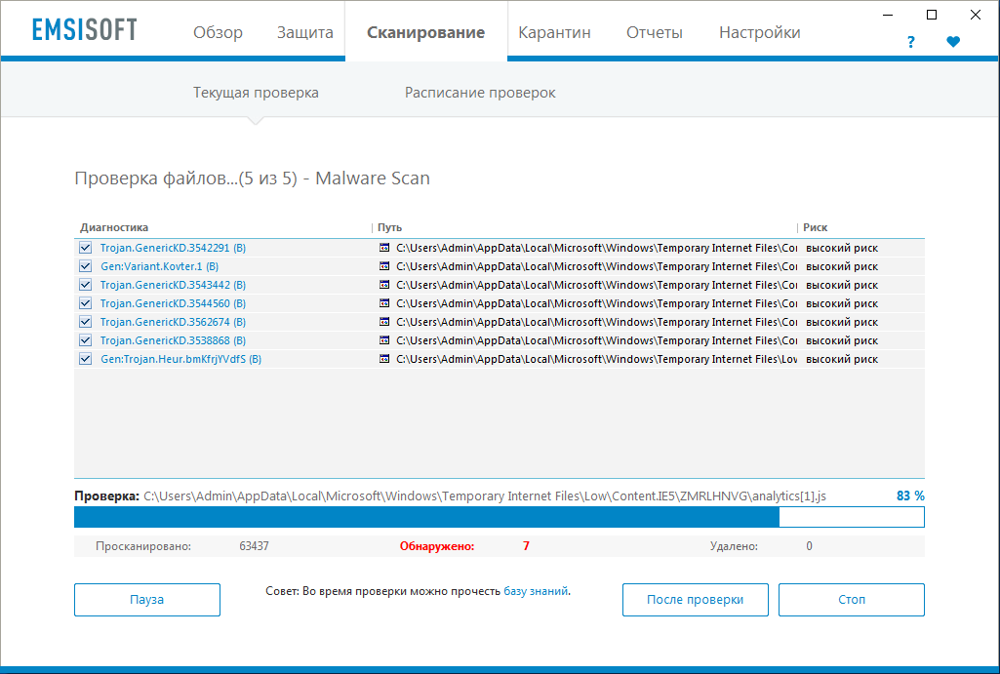 EMSISOFT Обзор Защита Сканирование Карантин Отчеты Настройки ?
Текущая проверка Расписание проверок
Проверка файлов...(5 из 5) - Malware Scan
Диагностика Путь Риск
Trojan.GenericKD.3542291 (B) C:\Users\Admin\AppData\Local\Microsoft\Windows\Temporary Internet Files\Co высокий риск
Gen:Variant.Kovter.1 (B) C:\Users\Admin\AppData\Local\Microsoft\Windows\Temporary Internet Files\Co высокий риск
Trojan.GenericKD.3543442 (B) C:\Users\Admin\AppData\Local\Microsoft\Windows\Temporary Internet Files\Co высокий риск
Trojan.GenericKD.3544560 (B) C:\Users\Admin\AppData\Local\Microsoft\Windows\Temporary Internet Files\Co высокий риск
Trojan.GenericKD.3562674 (B) C:\Users\Admin\AppData\Local\Microsoft\Windows\Temporary Internet Files\Co высокий риск
Trojan.GenericKD.3538868 (B) C:\Users\Admin\AppData\Local\Microsoft\Windows\Temporary Internet Files\Co высокий риск
Gen:Trojan.Heur.bmKfrjYVdfS (B) C:\Users\Admin\AppData\Local\Microsoft\Windows\Temporary Internet Files\Lo высокий риск
Проверка: C:\Users\Admin\AppData\Local\Microsoft\Windows\Temporary Internet Files\Low\Content.IE5\ZMRLHNVG\analytics[1].js 83 %
Просканировано: 63437 Обнаружено: 7 Удалено: 0
Пауза Совет: Во время проверки можно прочесть базу знаний. После проверки Стоп